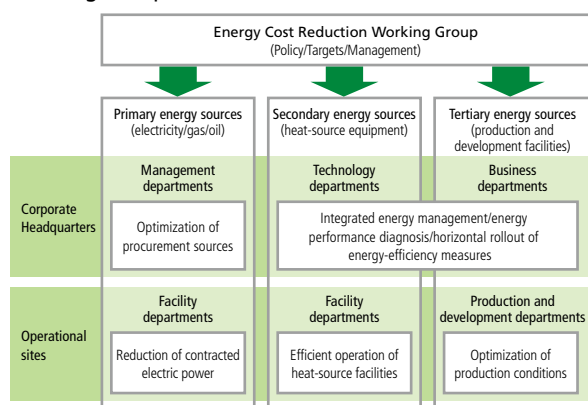 Energy Cost Reduction Working Group
(Policy/Targets/Management)
Primary energy sources
(electricity/gas/oil)
Secondary energy sources
(heat-source equipment)
Tertiary energy sources
(production and
development facilities)
Corporate
Headquarters
Management
departments
Optimization of
procurement sources
Technology
departments
Business
departments
Integrated energy management/energy
performance diagnosis/horizontal rollout of
energy-efficiency measures
Operational
sites
Facility
departments
Reduction of contracted
electric power
Facility
departments
Efficient operation of
heat-source facilities
Production and
development departments
Optimization of
production conditions